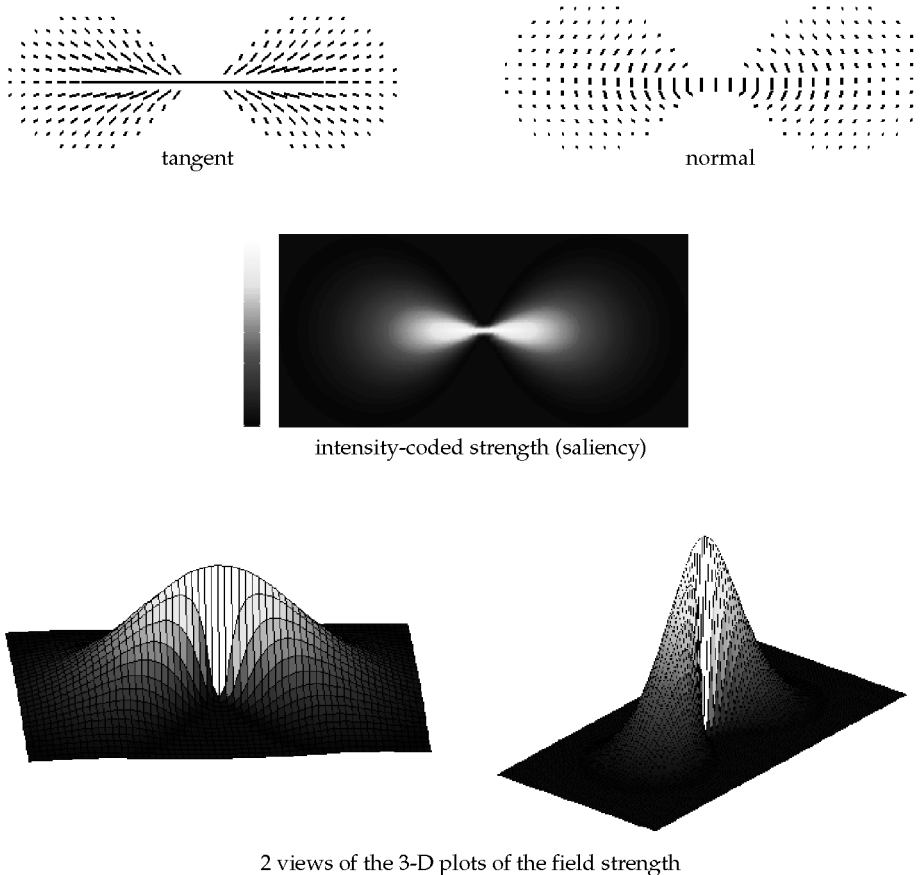 tangent
normal
intensity-coded strength (saliency)
2 views of the 3-D plots of the field strength